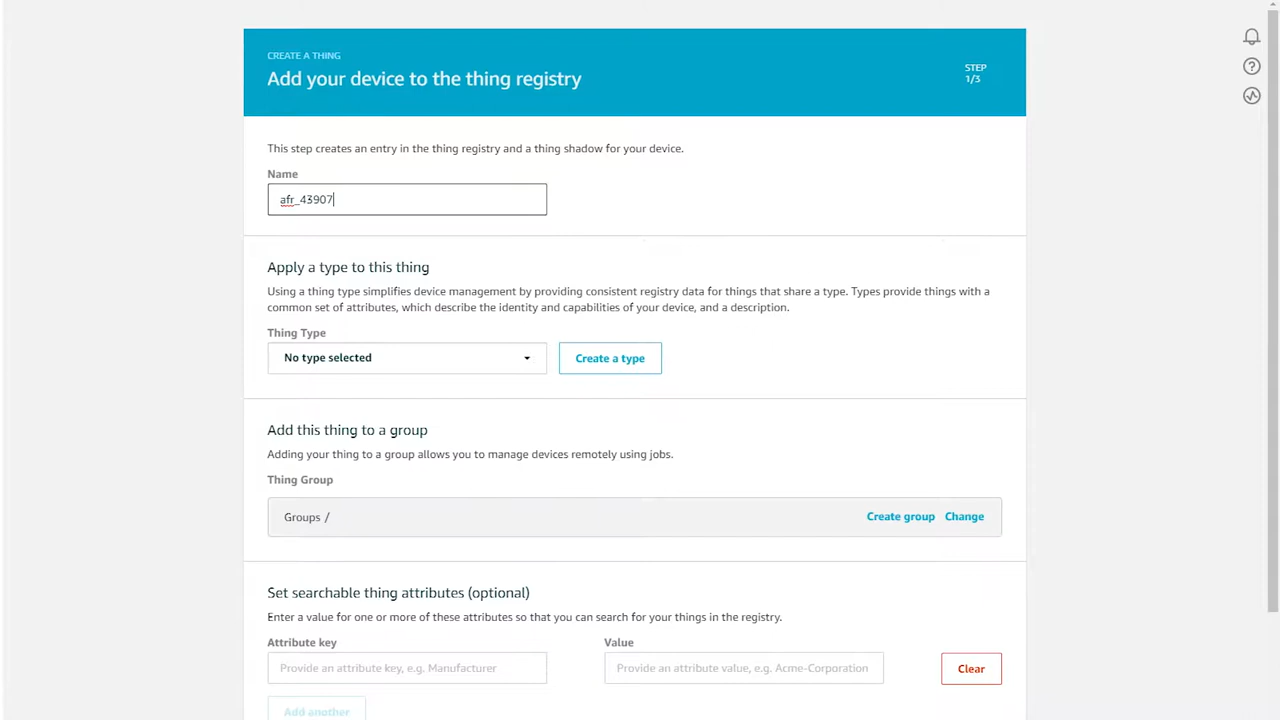 CREATE A THING
Add your device to the thing registry
STEP
1/3
This step creates an entry in the thing registry and a thing shadow for your device.
Name
afr_43907
Apply a type to this thing
Using a thing type simplifies device management by providing consistent registry data for things that share a type. Types provide things with a
common set of attributes, which describe the identity and capabilities of your device, and a description.
Thing Type
No type selected
Create a type
Add this thing to a group
Adding your thing to a group allows you to manage devices remotely using jobs.
Thing Group
Groups /
Create group
Change
Set searchable thing attributes (optional)
Enter a value for one or more of these attributes so that you can search for your things in the registry.
Attribute key
Value
Provide an attribute key, e.g. Manufacturer
Provide an attribute value, e.g. Acme-Corporation
Clear
Add another